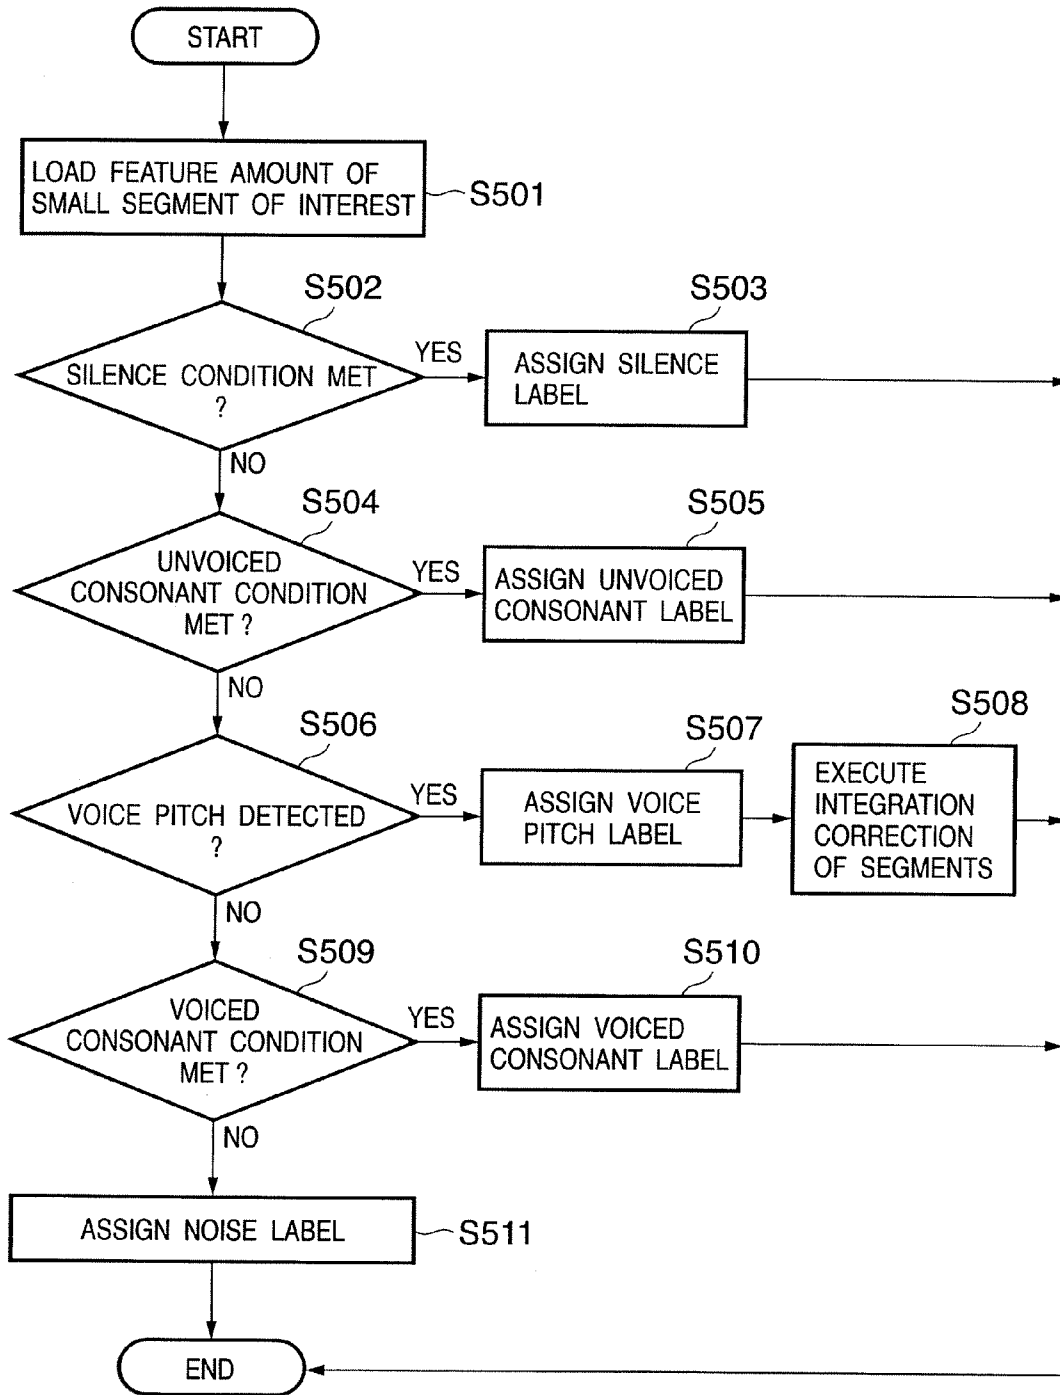 START
LOAD FEATURE AMOUNT OF
SMALL SEGMENT OF INTEREST
S501
S502
SILENCE CONDITION MET
?
YES
S503
ASSIGN SILENCE
LABEL
NO
S504
UNVOICED
CONSONANT CONDITION
MET ?
YES
S505
ASSIGN UNVOICED
CONSONANT LABEL
NO
S506
VOICE PITCH DETECTED
?
YES
S507
ASSIGN VOICE
PITCH LABEL
S508
EXECUTE
INTEGRATION
CORRECTION
OF SEGMENTS
NO
S509
VOICED
CONSONANT CONDITION
MET ?
YES
S510
ASSIGN VOICED
CONSONANT LABEL
NO
ASSIGN NOISE LABEL
S511
END